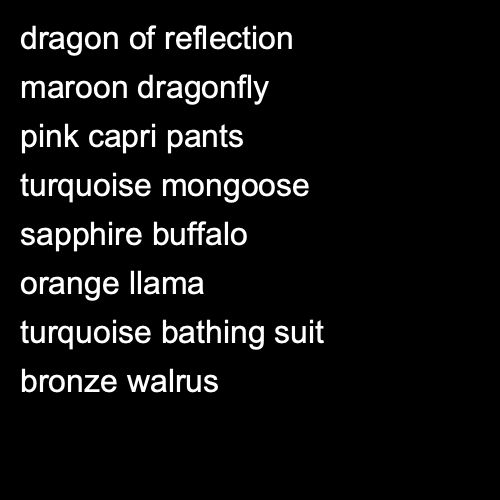 dragon of reflection
maroon dragonfly
pink capri pants
turquoise mongoose
sapphire buffalo
orange llama
turquoise bathing suit
bronze walrus